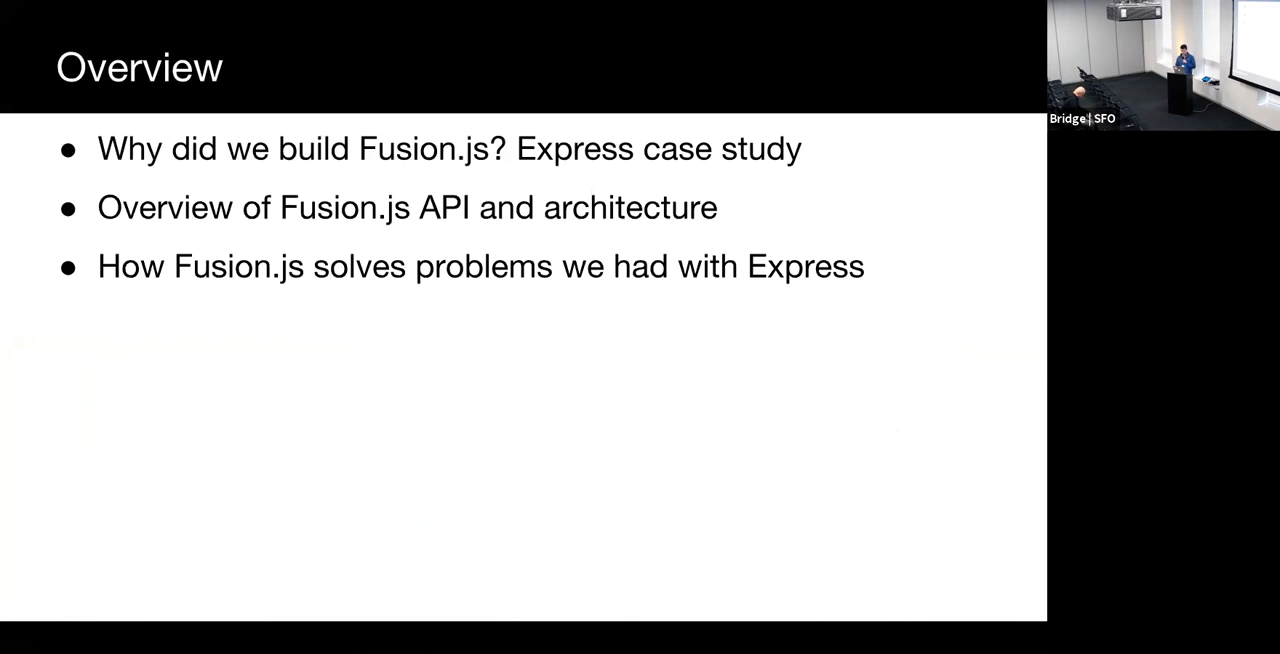 Overview
● Why did we build Fusion.js? Express case study
● Overview of Fusion.js API and architecture
● How Fusion.js solves problems we had with Express
Bridge | SFO